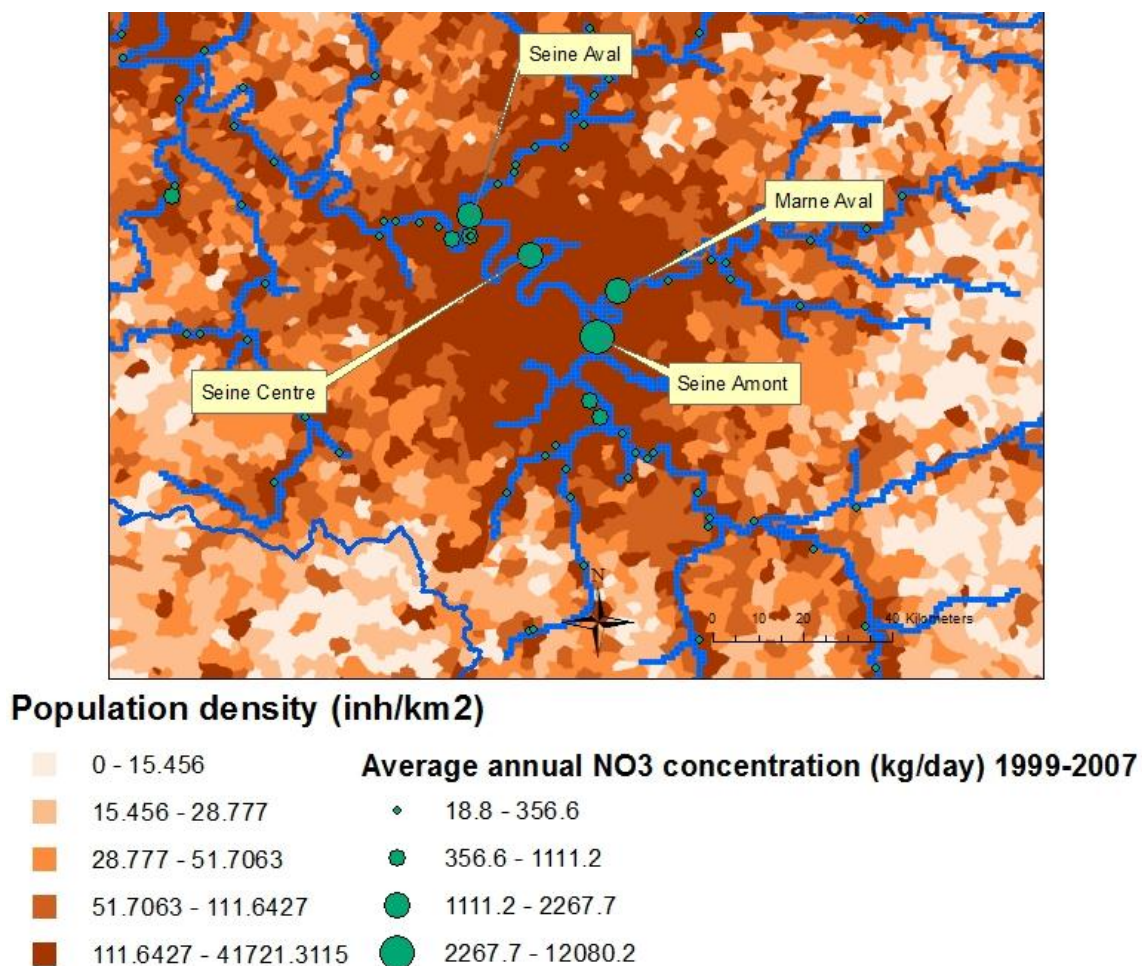 Seine Aval
Marne Aval
Seine Centre
Seine Amont
N
0 10 20 40 Kilometers
Population density (inh/km2)
0 - 15.456
15.456 - 28.777
28.777 - 51.7063
51.7063 - 111.6427
111.6427 - 41721.3115
Average annual NO3 concentration (kg/day) 1999-2007
18.8 - 356.6
356.6 - 1111.2
1111.2 - 2267.7
2267.7 - 12080.2